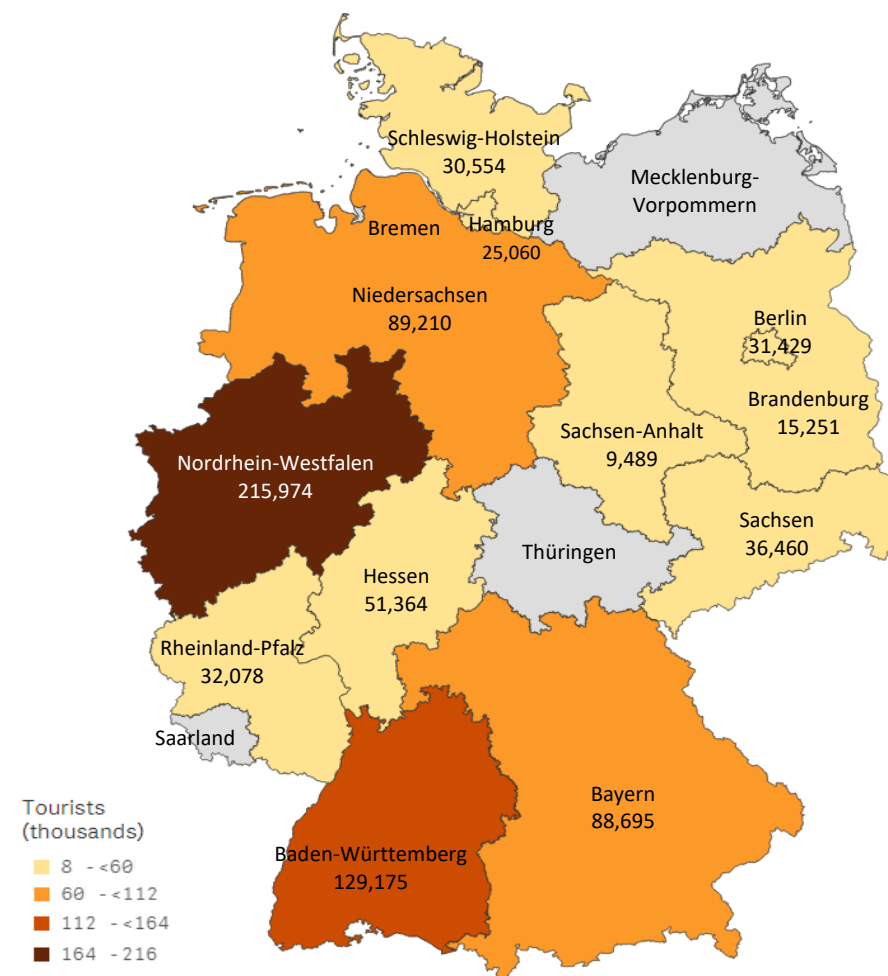 Schleswig-Holstein
30,554
Mecklenburg-
Vorpommern
Bremen
Hamburg
25,060
Niedersachsen
89,210
Berlin
31,429
Brandenburg
15,251
Sachsen-Anhalt
9,489
Nordrhein-Westfalen
215,974
Sachsen
36,460
Thüringen
Hessen
51,364
Rheinland-Pfalz
32,078
Saarland
Bayern
88,695
Baden-Württemberg
129,175
Tourists
(thousands)
8 -<60
60 -<112
112 -<164
164 -216